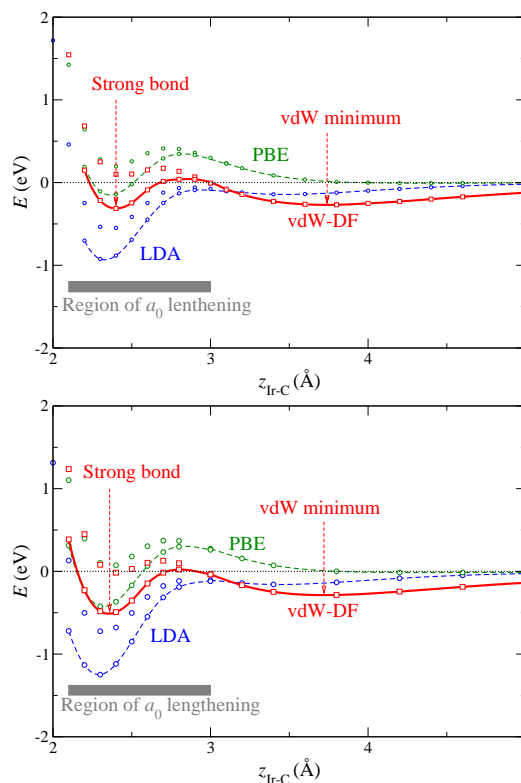 2
Strong bond
vdW minimum
1
PBE
E (eV)
0
vdW-DF
LDA
-1
Region of a0 lenthening
-2
2 3 4
zIr-C (Å)
2
Strong bond
vdW minimum
1
PBE
E (eV)
0
vdW-DF
LDA
-1
Region of a0 lengthening
-2
2 3 4
zIr-C (Å)